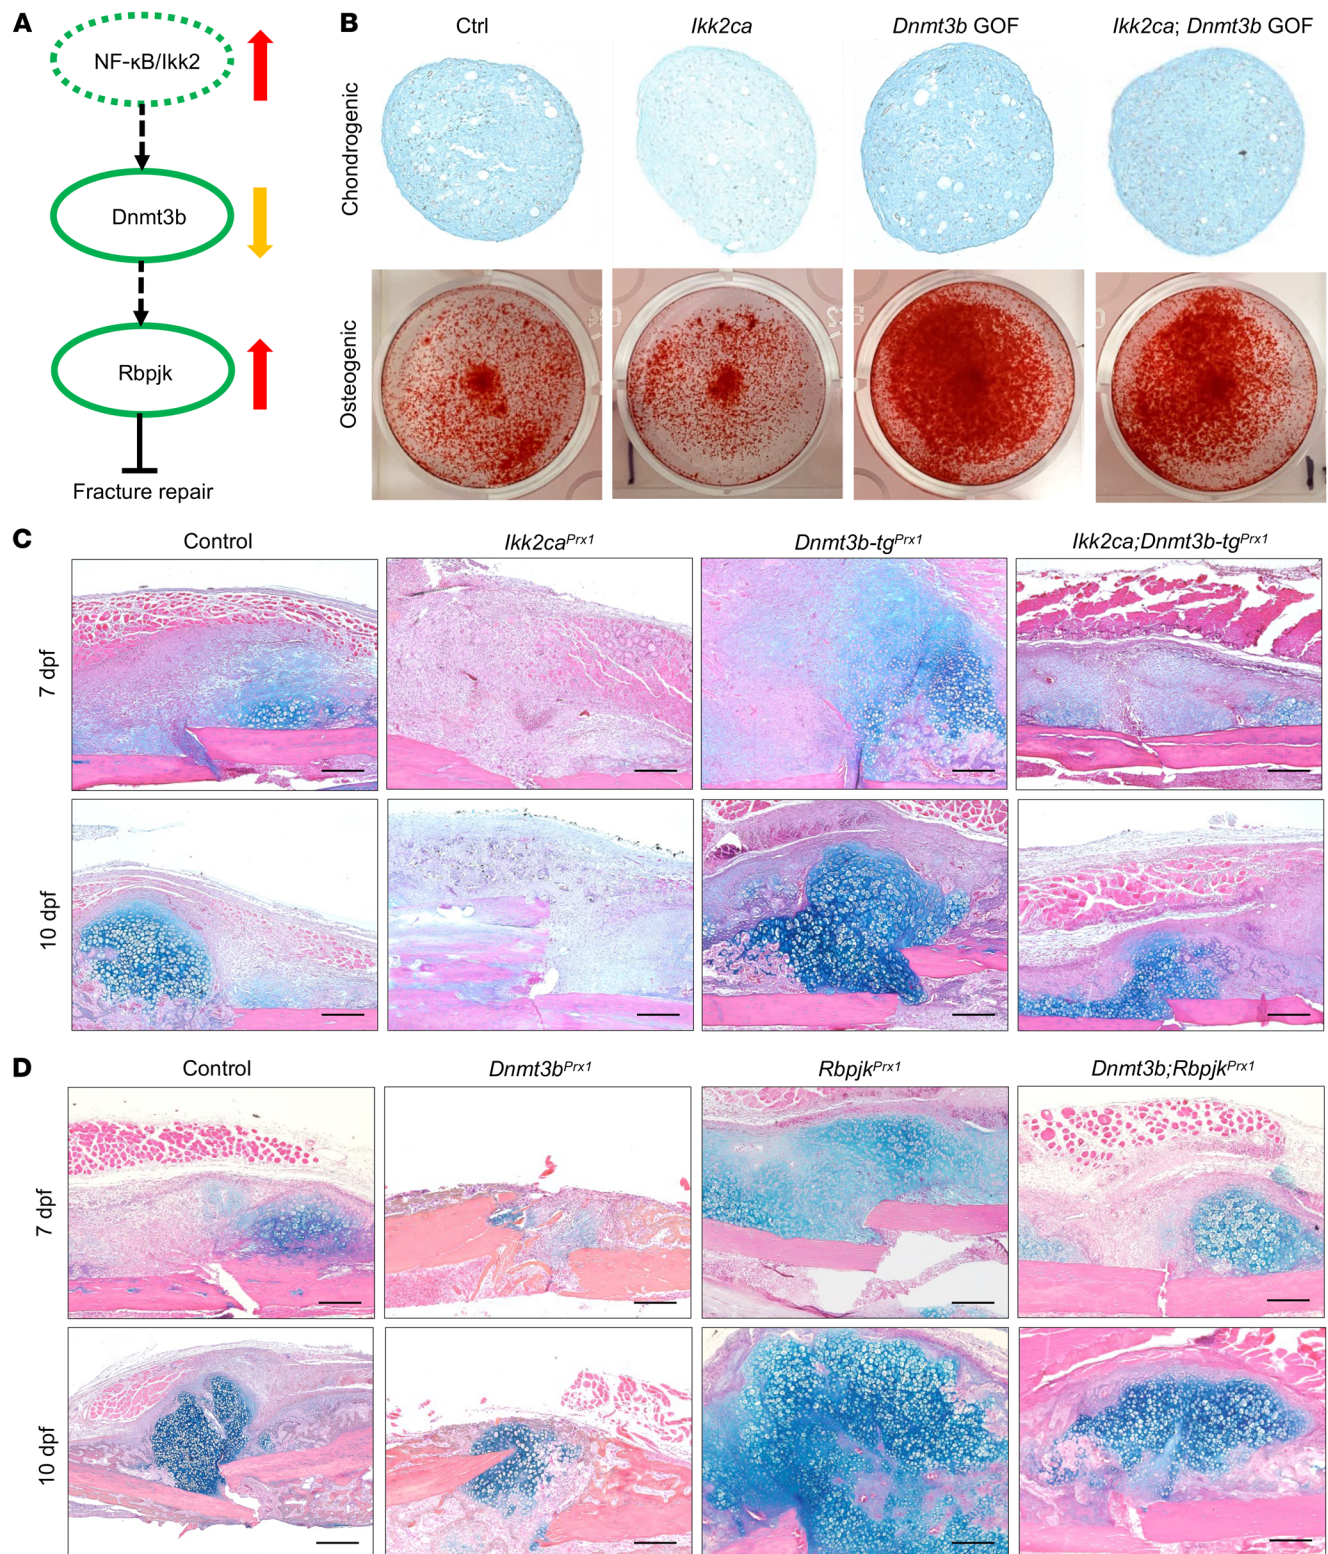 A
NF-κB/Ikk2
Dnmt3b
Rbpjk
Fracture repair
B
Ctrl
Ikk2ca
Dnmt3b GOF
Ikk2ca; Dnmt3b GOF
Chondrogenic
Osteogenic
C
Control
Ikk2caPrx1
Dnmt3b-tgPrx1
Ikk2ca;Dnmt3b-tgPrx1
7 dpf
10 dpf
D
Control
Dnmt3bPrx1
RbpjkPrx1
Dnmt3b;RbpjkPrx1
7 dpf
10 dpf